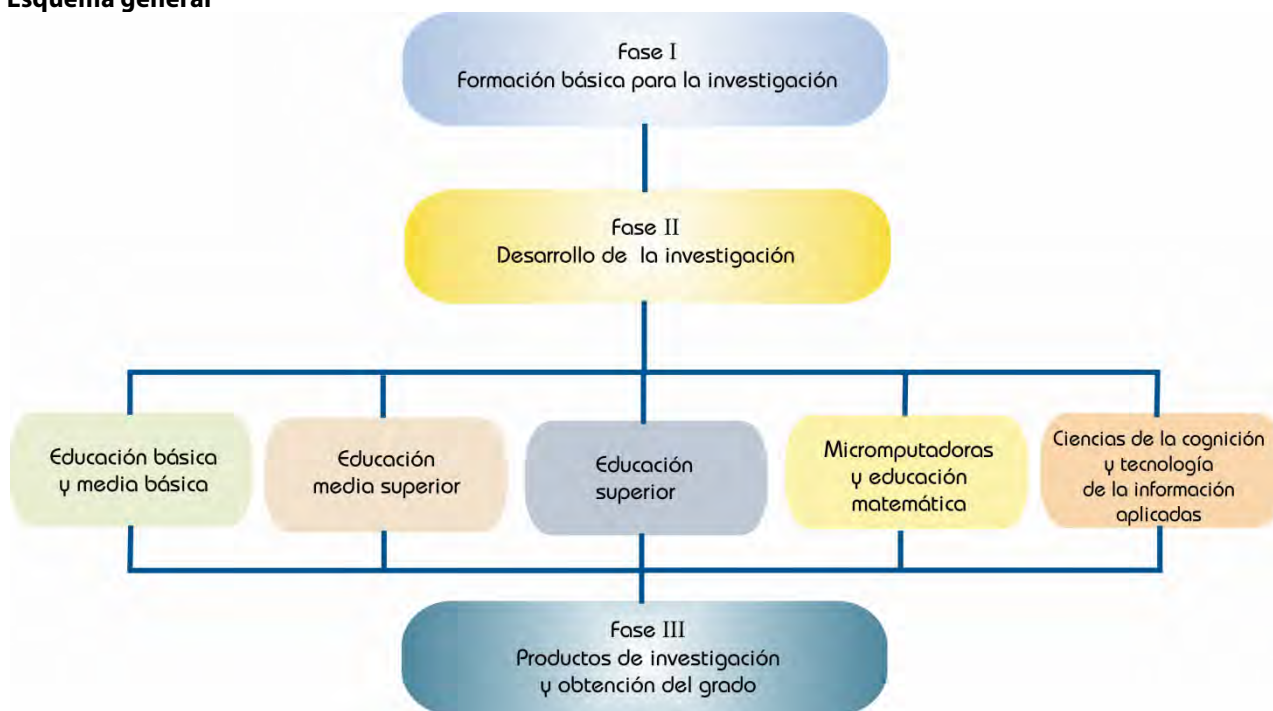 Esquema general
Fase I
Formación básica para la investigación
Fase II
Desarrollo de la investigación
Educación básica
y media básica
Educación
media superior
Educación
superior
Micromputadoras
y educación
matemática
Ciencias de la cognición
y tecnología
de la información
aplicadas
Fase III
Productos de investigación
y obtención del grado